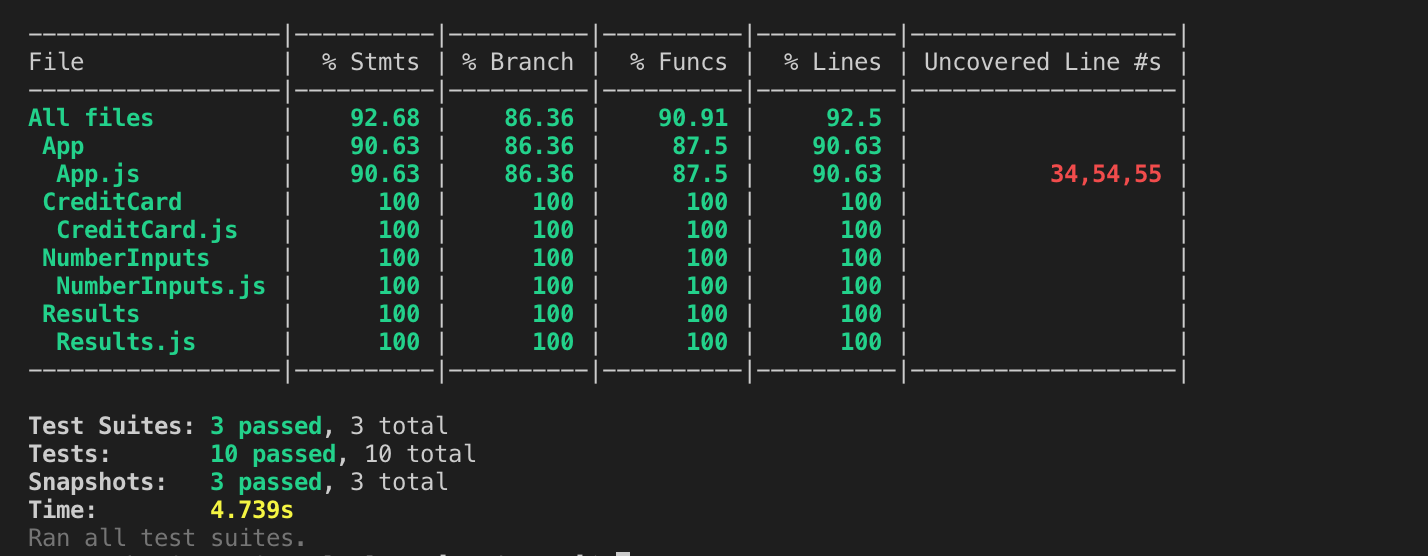 ------------------|----------|----------|----------|----------|-------------------|
File              |  % Stmts | % Branch |  % Funcs |  % Lines | Uncovered Line #s |
------------------|----------|----------|----------|----------|-------------------|
All files         |    92.68 |    86.36 |    90.91 |     92.5 |                   |
 App              |    90.63 |    86.36 |     87.5 |    90.63 |                   |
  App.js          |    90.63 |    86.36 |     87.5 |    90.63 |          34,54,55 |
 CreditCard       |      100 |      100 |      100 |      100 |                   |
  CreditCard.js   |      100 |      100 |      100 |      100 |                   |
 NumberInputs     |      100 |      100 |      100 |      100 |                   |
  NumberInputs.js |      100 |      100 |      100 |      100 |                   |
 Results          |      100 |      100 |      100 |      100 |                   |
  Results.js      |      100 |      100 |      100 |      100 |                   |
------------------|----------|----------|----------|----------|-------------------|
Test Suites: 3 passed, 3 total
Tests:       10 passed, 10 total
Snapshots:   3 passed, 3 total
Time:        4.739s
Ran all test suites.